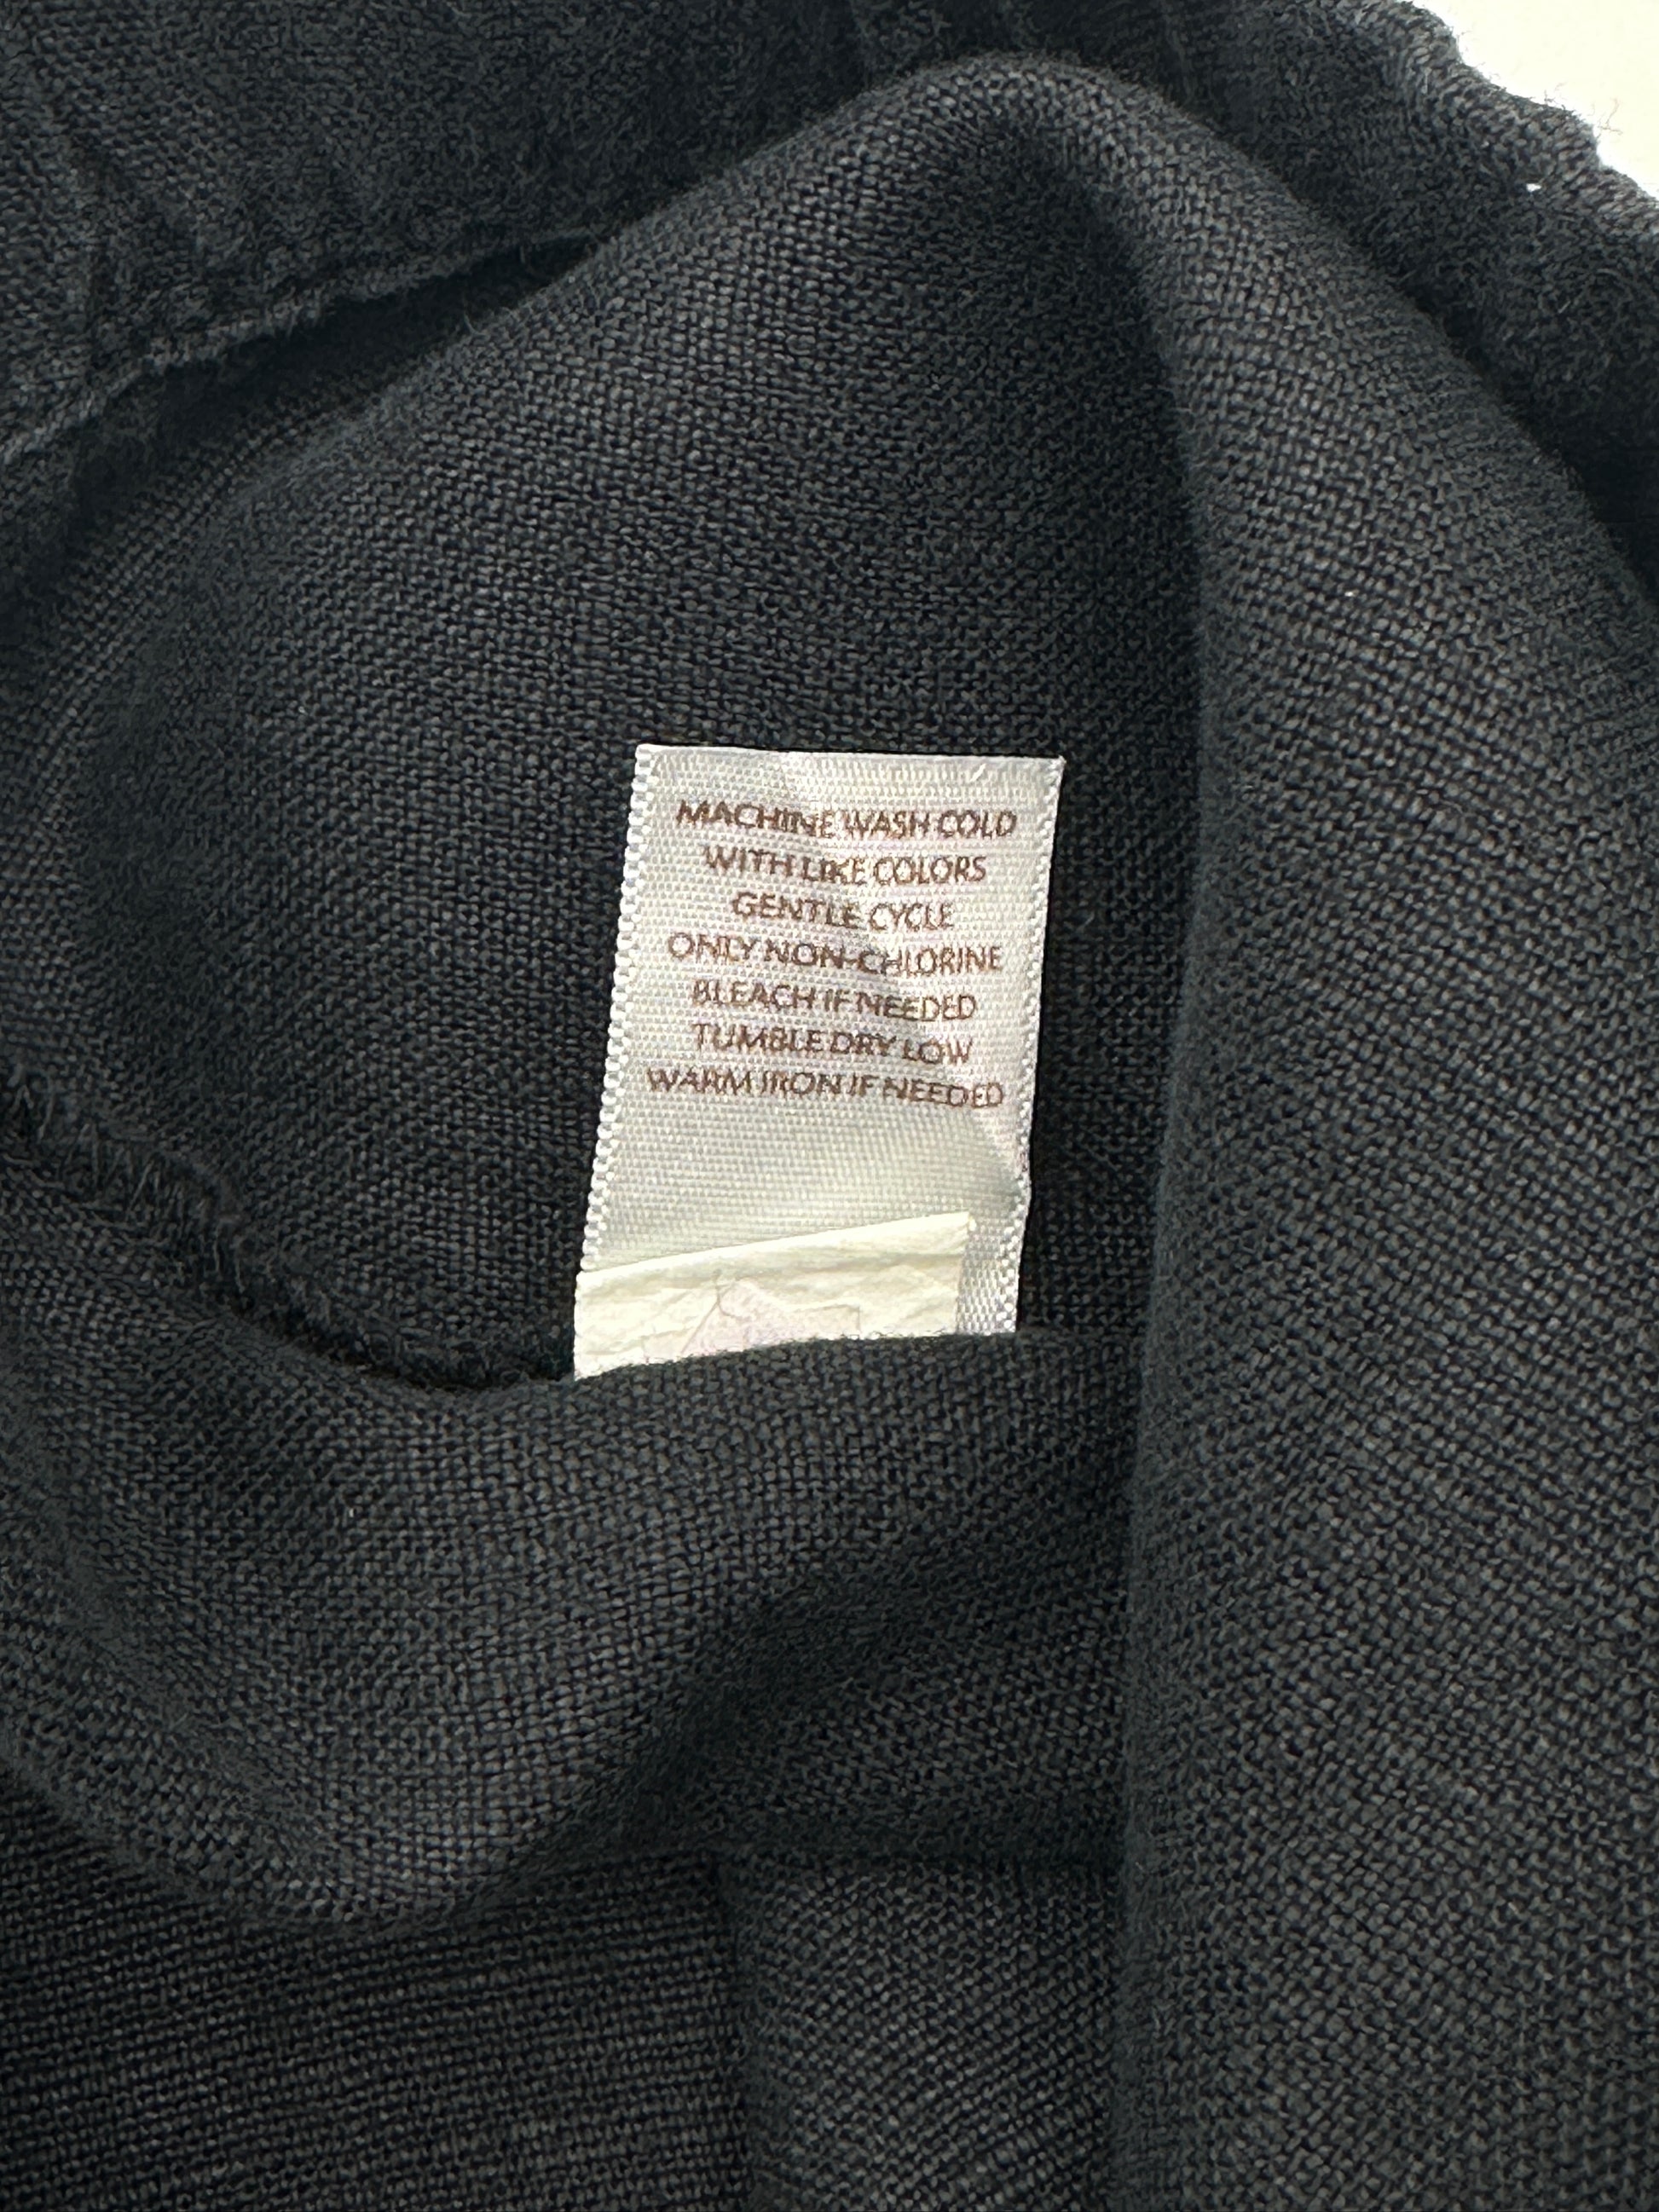 MACHINE WASH COLD
WITH LIKE COLORS
GENTLE CYCLE
ONLY NON-CHLORINE
BLEACH IF NEEDED
TUMBLE DRY LOW
WARM IRON IF NEEDED